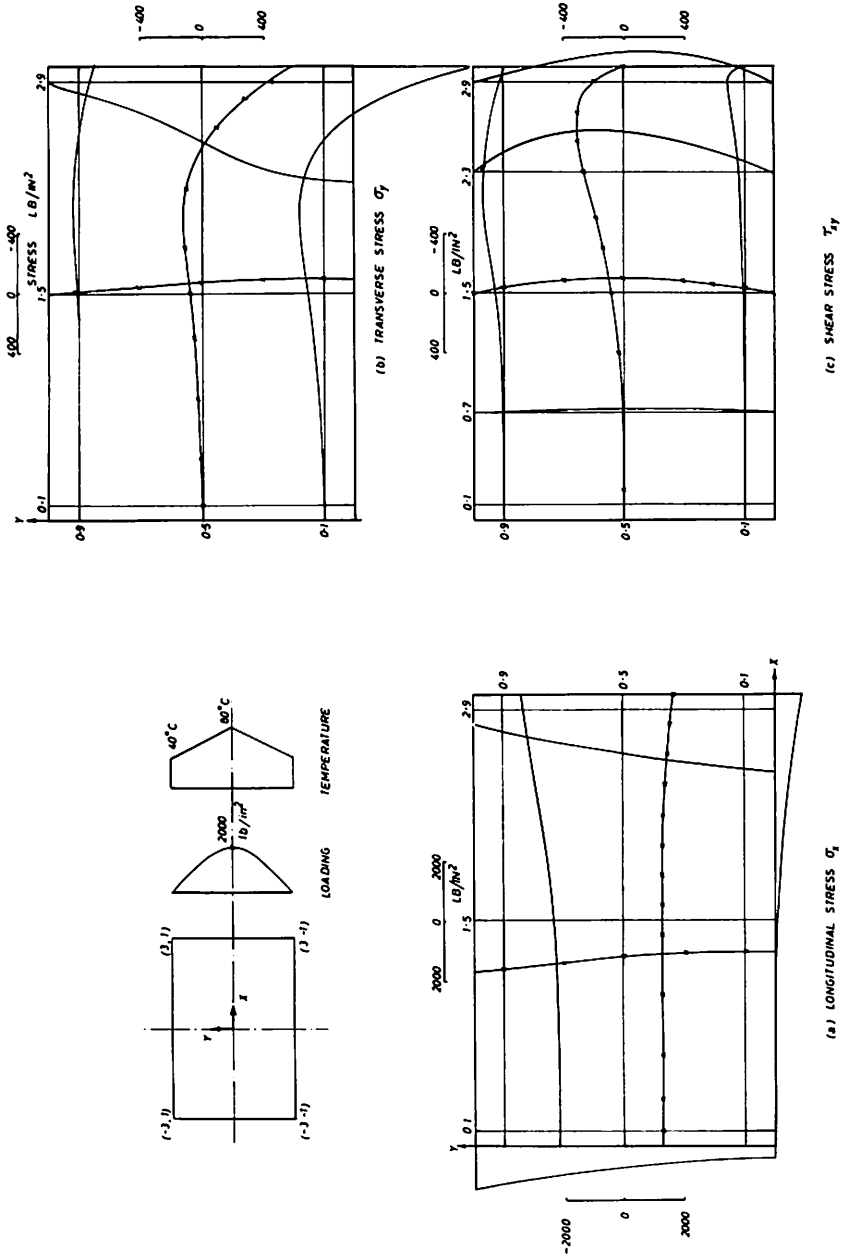 (-3,1)
(3,1)
(-3 -1)
(3 -1)
Y
X
2000
lb/in²
LOADING
40°C
80°C
TEMPERATURE
2000 0 2000
LB/IN²
Y
0·9
0·5
0·1
0·1
1·5
2·9
X
-2000
0
2000
(a) LONGITUDINAL STRESS σx
400 0 -400
STRESS LB/IN²
Y
0·9
0·5
0·1
0·1
1·5
2·9
-400
0
400
(b) TRANSVERSE STRESS σy
400 0 -400
LB/IN²
0·9
0·5
0·1
0·1
0·7
1·5
2·3
2·9
-400
0
400
(c) SHEAR STRESS τxy